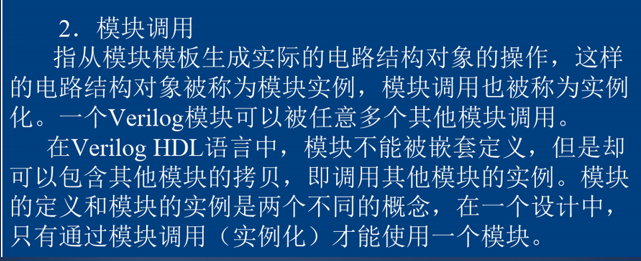 2．模块调用
指从模块模板生成实际的电路结构对象的操作，这样
的电路结构对象被称为模块实例，模块调用也被称为实例
化。一个Verilog模块可以被任意多个其他模块调用。
在Verilog HDL语言中，模块不能被嵌套定义，但是却
可以包含其他模块的拷贝，即调用其他模块的实例。模块
的定义和模块的实例是两个不同的概念，在一个设计中，
只有通过模块调用（实例化）才能使用一个模块。